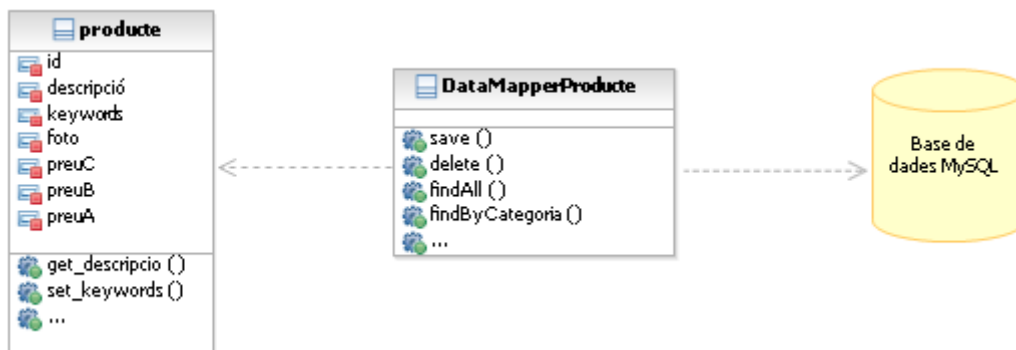 producte
id
descripció
keywords
foto
preuC
preuB
preuA
get_descripcio ()
set_keywords ()
...
DataMapperProducte
save ()
delete ()
findAll ()
findByCategoria ()
...
Base de
dades MySQL